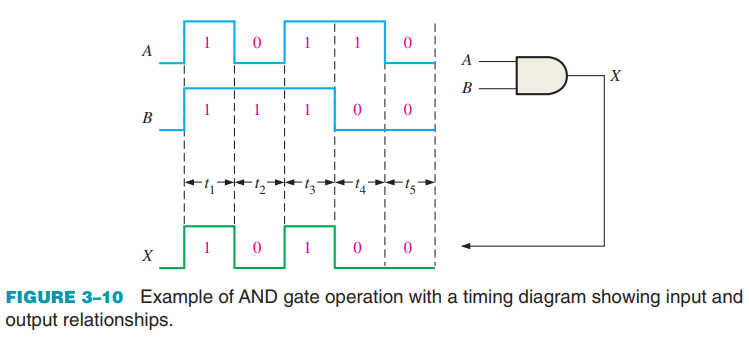 A 1 0 1 1 0
B 1 1 1 0 0
t1 t2 t3 t4 t5
X 1 0 1 0 0
A
B
X
FIGURE 3–10 Example of AND gate operation with a timing diagram showing input and
output relationships.